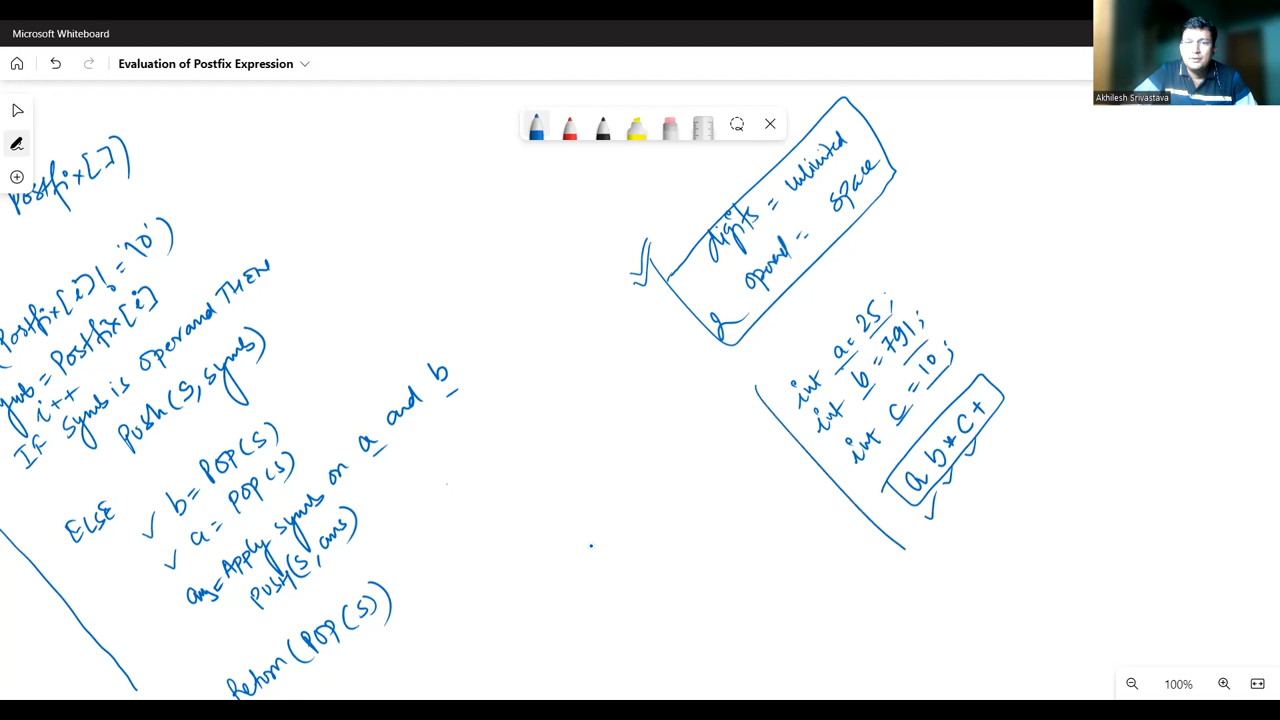 Microsoft Whiteboard
Evaluation of Postfix Expression
Akhilesh Srivastava
Postfix[])
(Postfix[i]!='\0')
symb = Postfix[i]
i++
IF symb is operand THEN
Push(S, symb)
ELSE
b = POP(S)
a = POP(S)
ans = Apply symb on a and b
PUSH(S, ans)
Return(POP(S))
digits = unlimited
operand = space
int a = 25;
int b = 791;
int c = 10;
a b * c +
100%